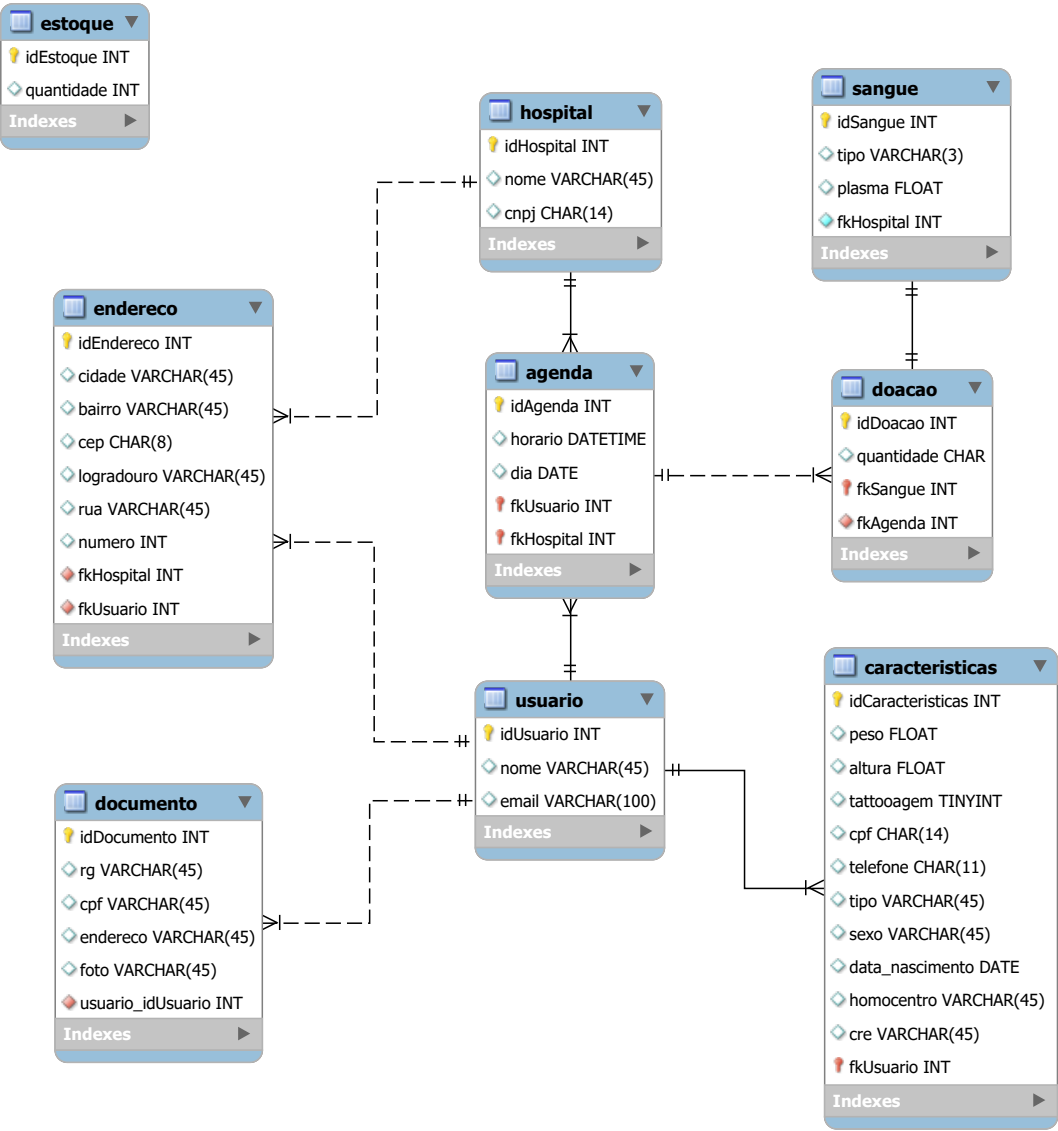 estoque
idEstoque INT
quantidade INT
Indexes
hospital
idHospital INT
nome VARCHAR(45)
cnpj CHAR(14)
Indexes
sangue
idSangue INT
tipo VARCHAR(3)
plasma FLOAT
fkHospital INT
Indexes
endereco
idEndereco INT
cidade VARCHAR(45)
bairro VARCHAR(45)
cep CHAR(8)
logradouro VARCHAR(45)
rua VARCHAR(45)
numero INT
fkHospital INT
fkUsuario INT
Indexes
agenda
idAgenda INT
horario DATETIME
dia DATE
fkUsuario INT
fkHospital INT
Indexes
doacao
idDoacao INT
quantidade CHAR
fkSangue INT
fkAgenda INT
Indexes
usuario
idUsuario INT
nome VARCHAR(45)
email VARCHAR(100)
Indexes
documento
idDocumento INT
rg VARCHAR(45)
cpf VARCHAR(45)
endereco VARCHAR(45)
foto VARCHAR(45)
usuario_idUsuario INT
Indexes
caracteristicas
idCaracteristicas INT
peso FLOAT
altura FLOAT
tattooagem TINYINT
cpf CHAR(14)
telefone CHAR(11)
tipo VARCHAR(45)
sexo VARCHAR(45)
data_nascimento DATE
homocentro VARCHAR(45)
cre VARCHAR(45)
fkUsuario INT
Indexes